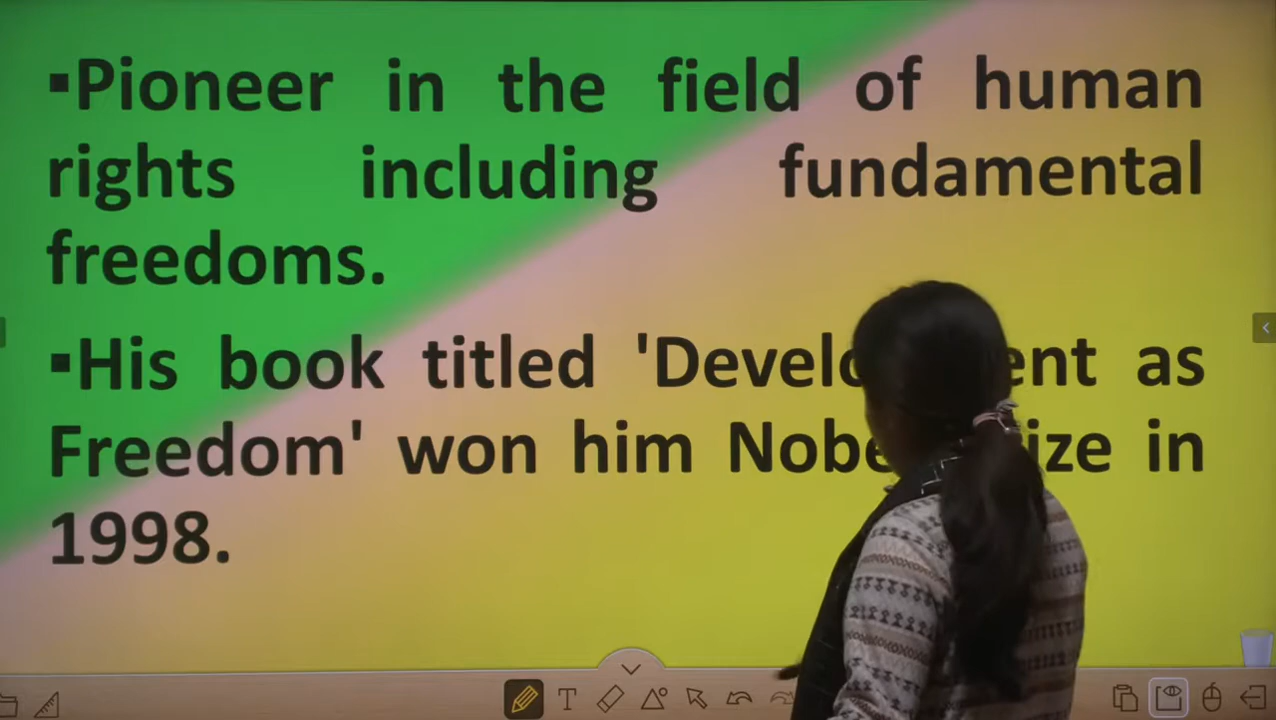 ▪Pioneer in the field of human
rights including fundamental
freedoms.
▪His book titled 'Develo ent as
Freedom' won him Nobe ize in
1998.
T